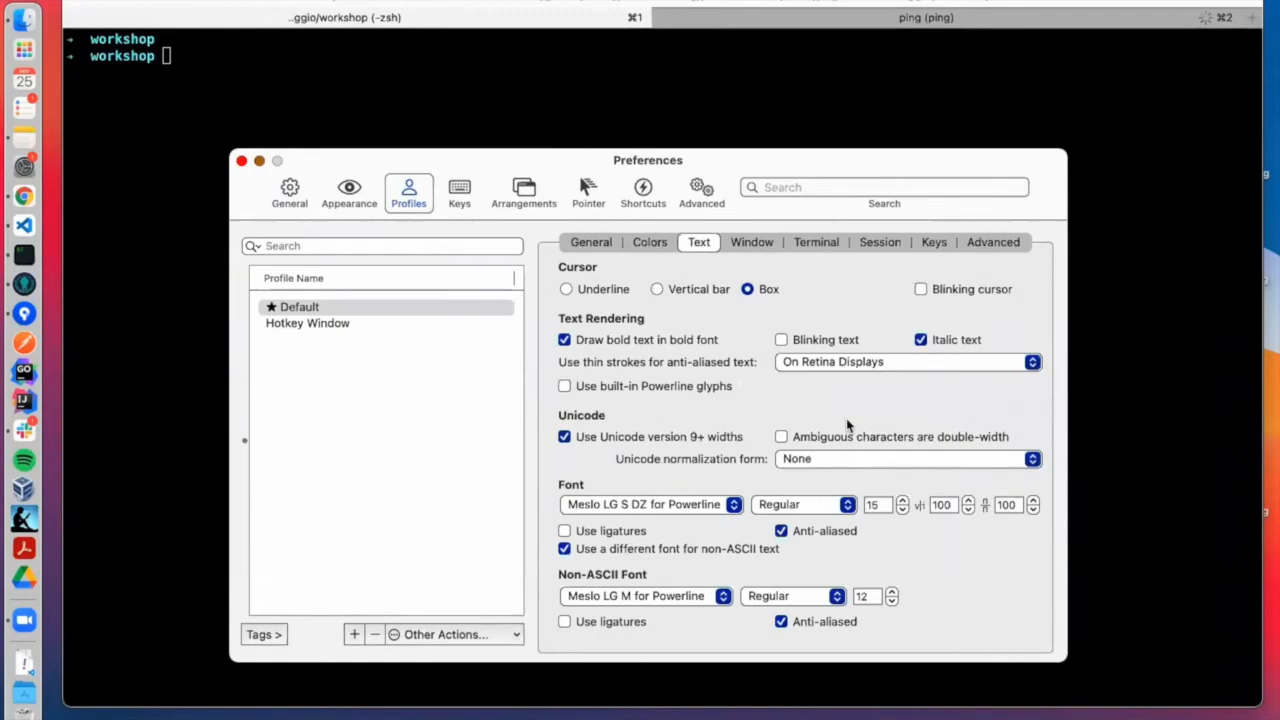 ..ggio/workshop (-zsh) ⌘1 ping (ping) ⌘2
workshop
workshop
NOV
25
Preferences
General Appearance Profiles Keys Arrangements Pointer Shortcuts Advanced Search
Search
Search
Profile Name
★ Default
Hotkey Window
Tags >
+ − Other Actions...
General Colors Text Window Terminal Session Keys Advanced
Cursor
Underline Vertical bar Box Blinking cursor
Text Rendering
Draw bold text in bold font Blinking text Italic text
Use thin strokes for anti-aliased text: On Retina Displays
Use built-in Powerline glyphs
Unicode
Use Unicode version 9+ widths Ambiguous characters are double-width
Unicode normalization form: None
Font
Meslo LG S DZ for Powerline Regular 15 v|i 100 100
Use ligatures Anti-aliased
Use a different font for non-ASCII text
Non-ASCII Font
Meslo LG M for Powerline Regular 12
Use ligatures Anti-aliased
GO
IJ